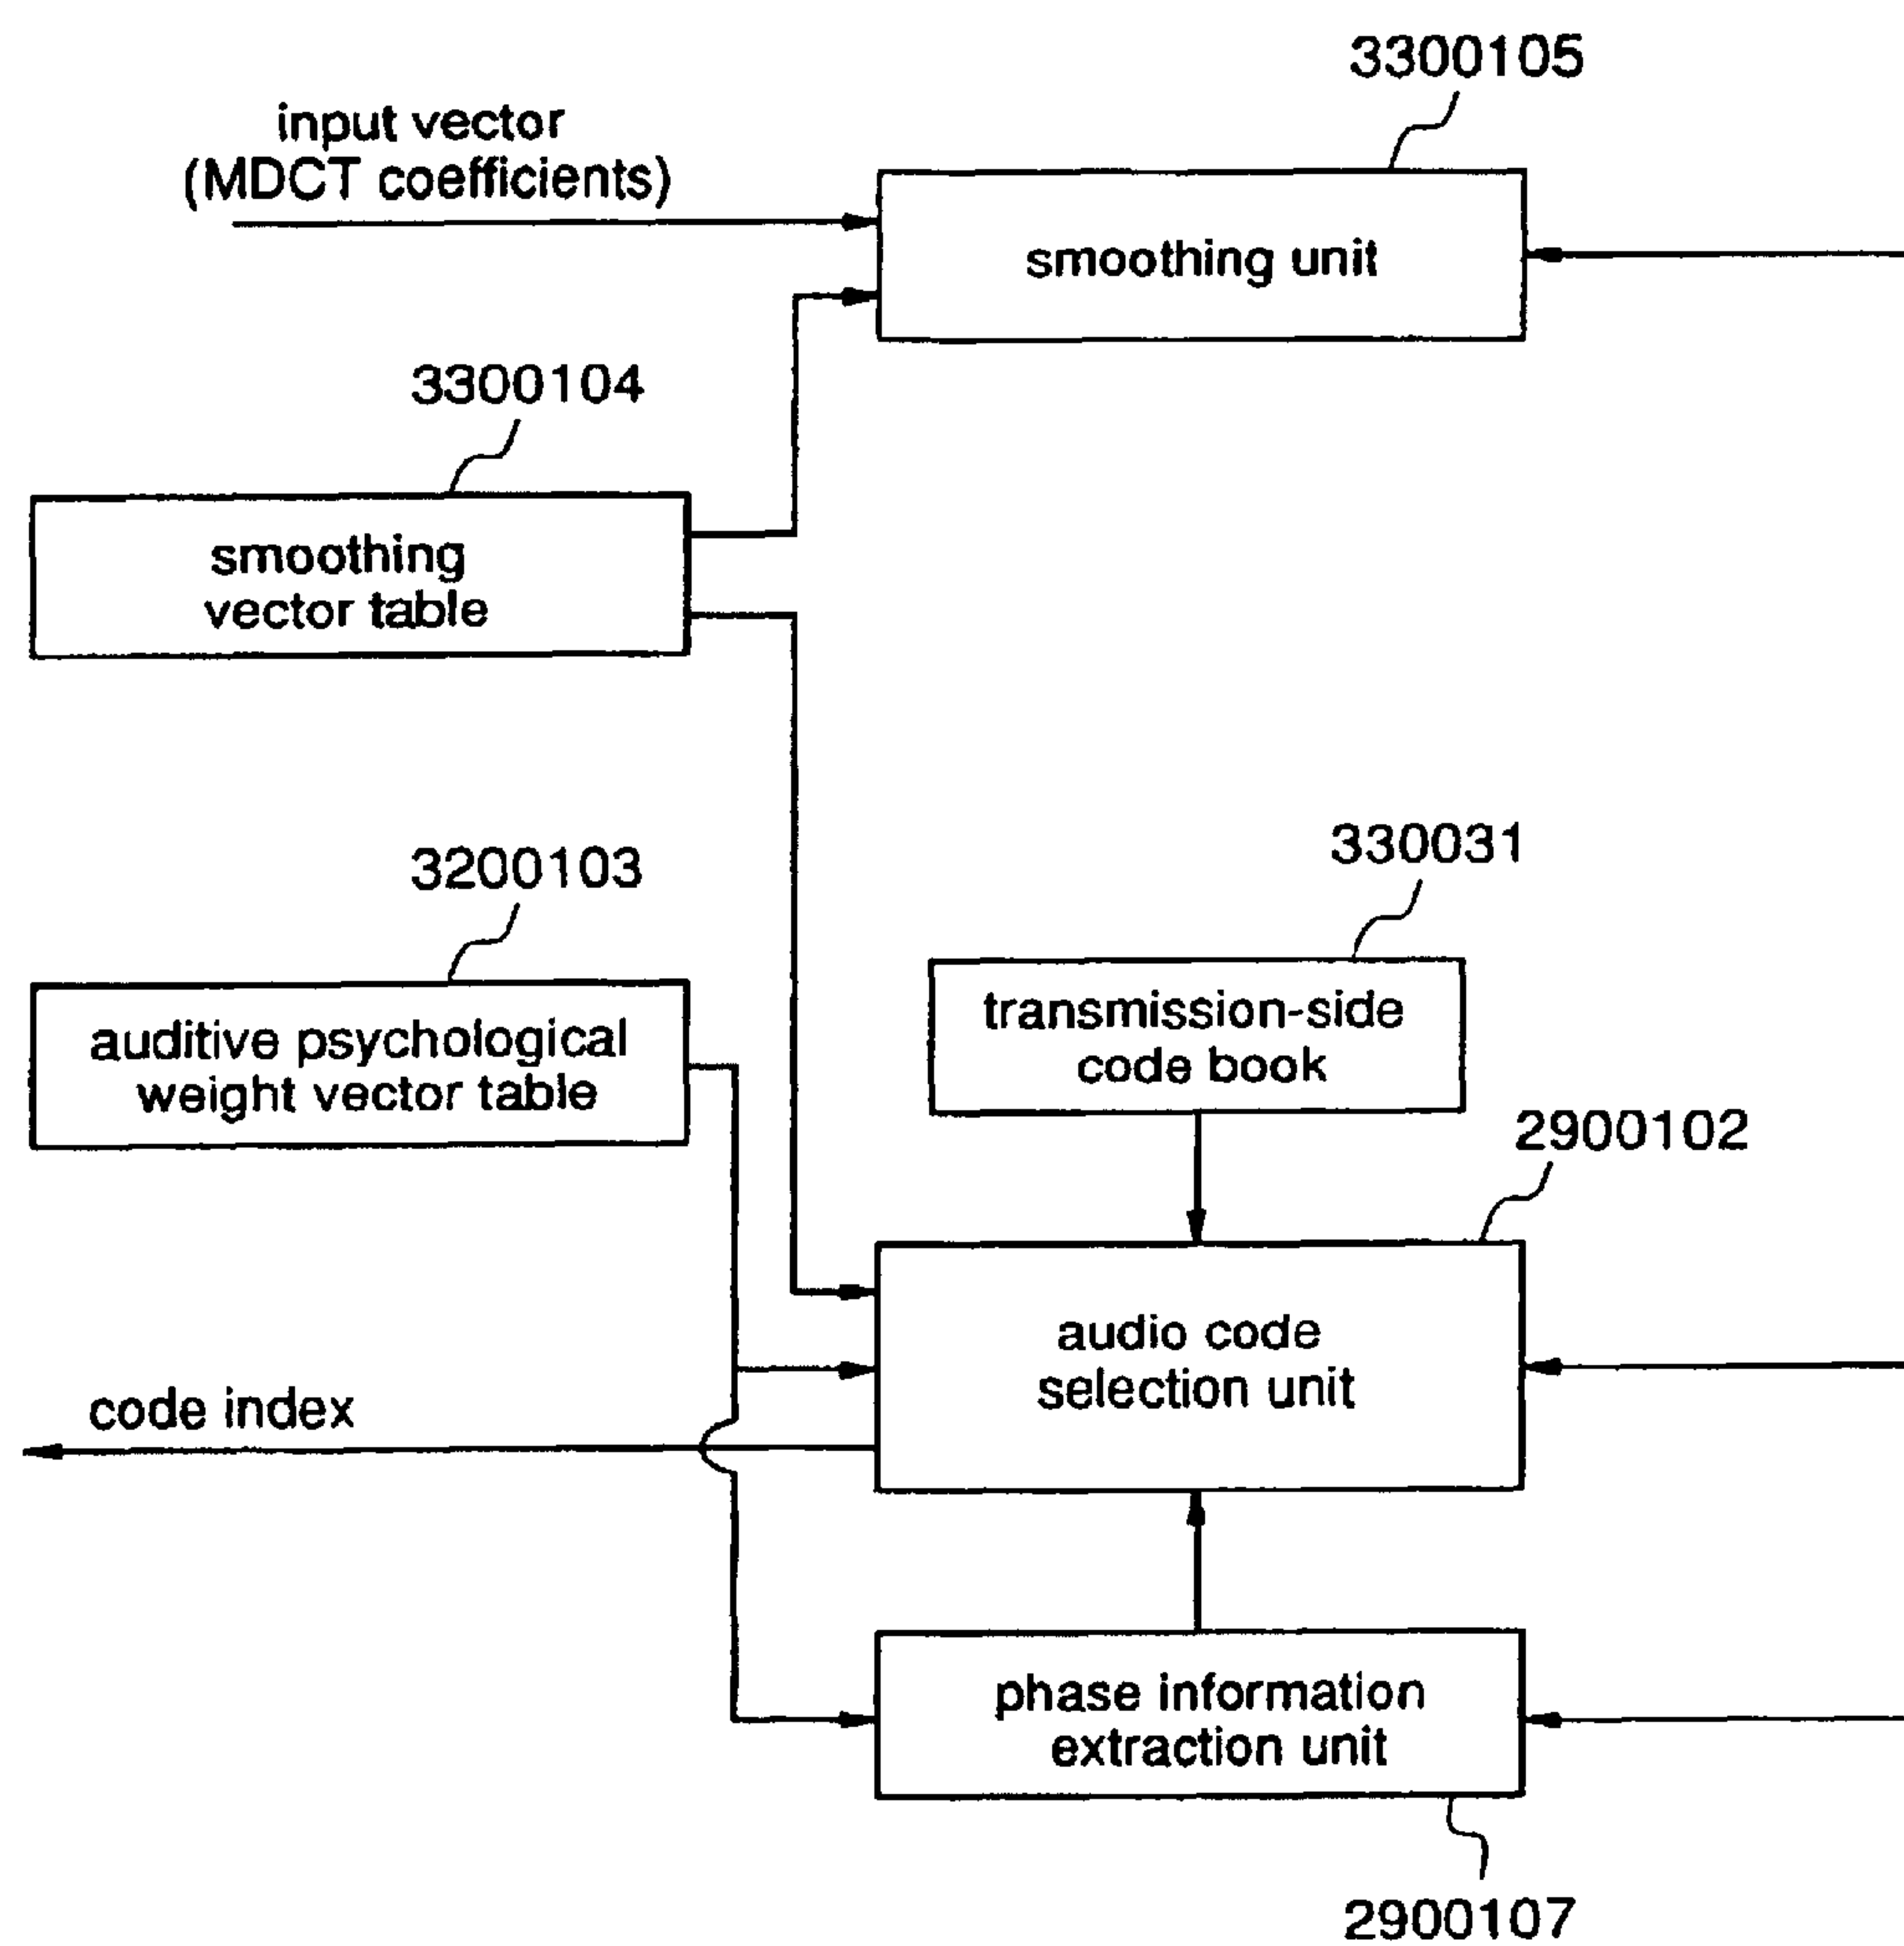 3300105
input vector
(MDCT coefficients)
smoothing unit
3300104
smoothing
vector table
330031
3200103
transmission-side
code book
auditive psychological
weight vector table
2900102
audio code
selection unit
code index
phase information
extraction unit
2900107